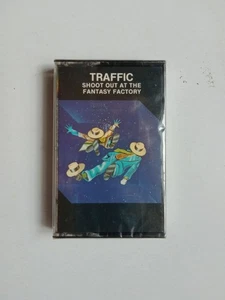 TRAFFIC
SHOOT OUT AT THE
FANTASY FACTORY